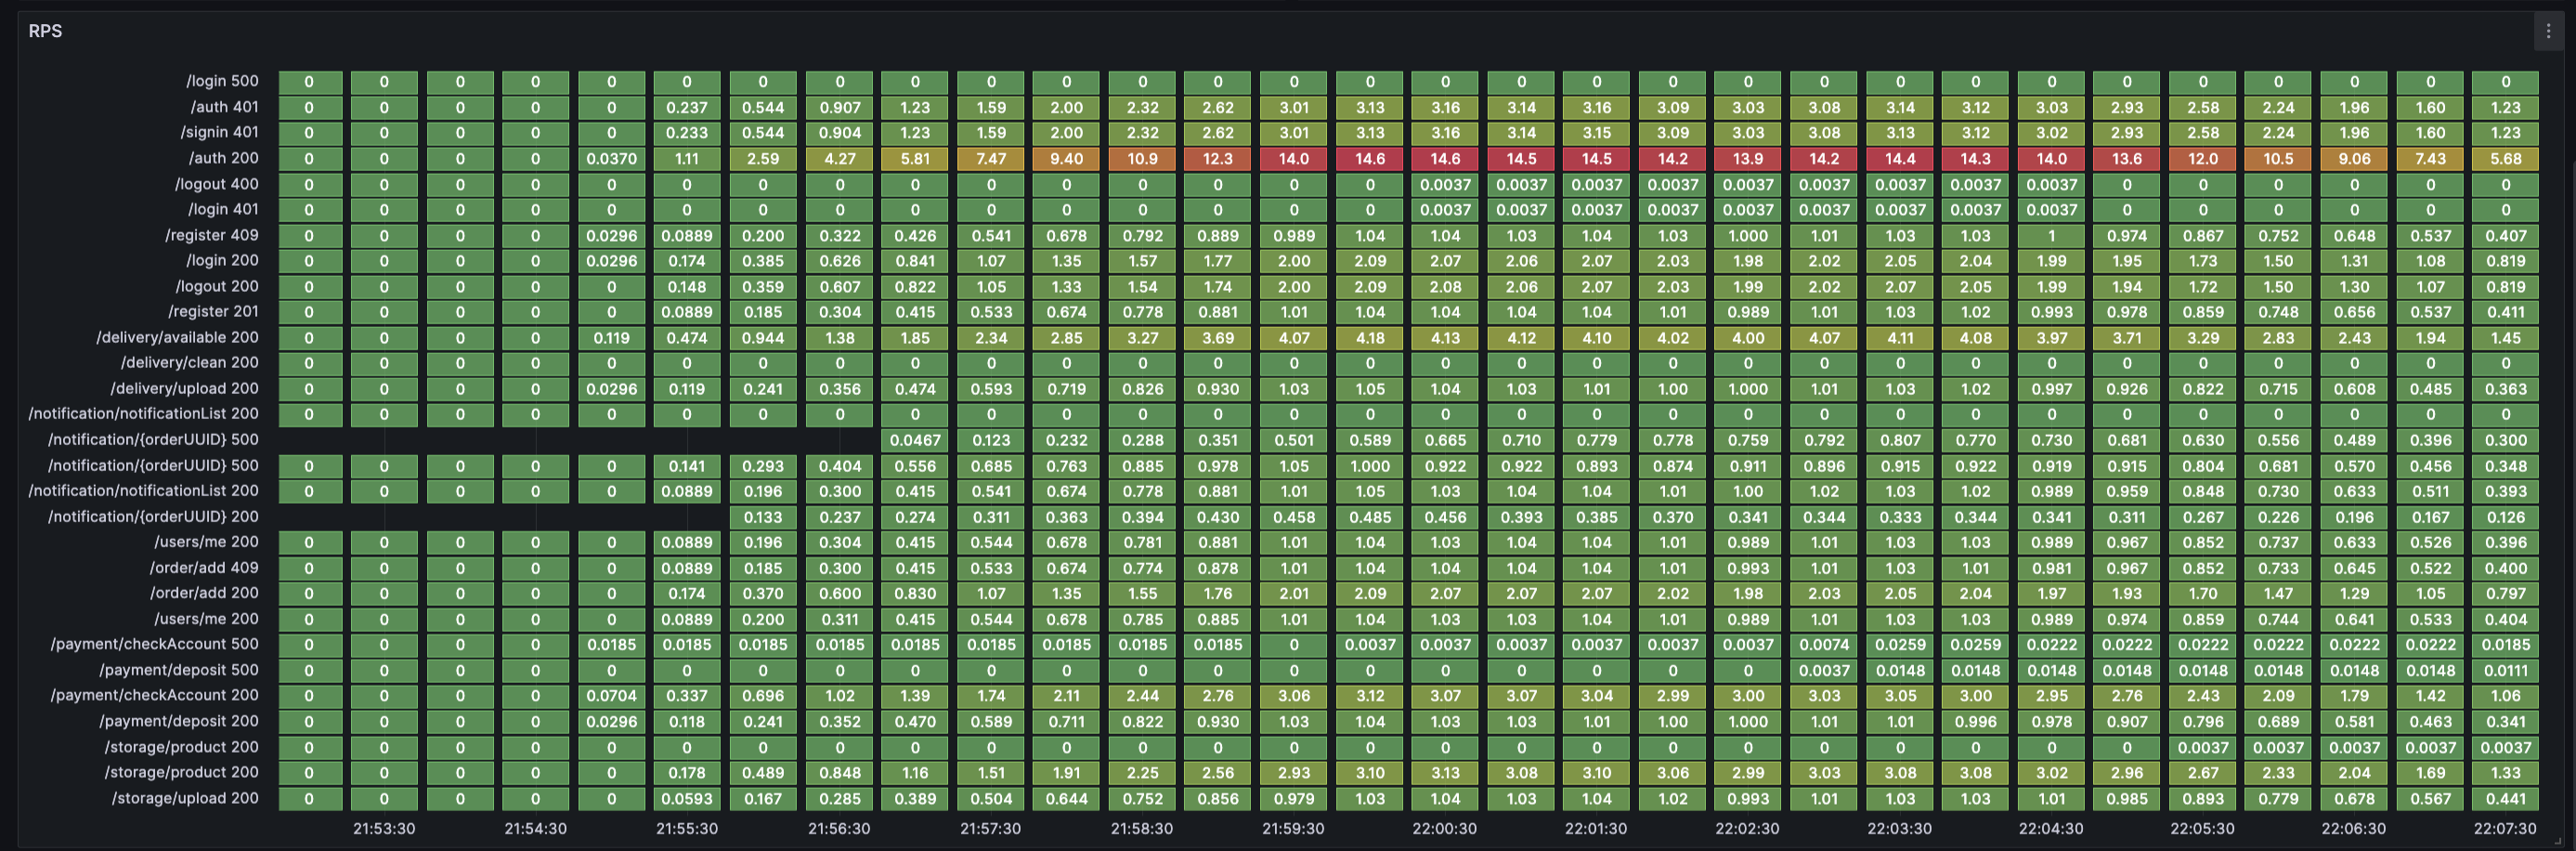 RPS
/login 500 0 0 0 0 0 0 0 0 0 0 0 0 0 0 0 0 0 0 0 0 0 0 0 0 0 0 0 0 0 0
/auth 401 0 0 0 0 0 0.237 0.544 0.907 1.23 1.59 2.00 2.32 2.62 3.01 3.13 3.16 3.14 3.16 3.09 3.03 3.08 3.14 3.12 3.03 2.93 2.58 2.24 1.96 1.60 1.23
/signin 401 0 0 0 0 0 0.233 0.544 0.904 1.23 1.59 2.00 2.32 2.62 3.01 3.13 3.16 3.14 3.15 3.09 3.03 3.08 3.13 3.12 3.02 2.93 2.58 2.24 1.96 1.60 1.23
/auth 200 0 0 0 0 0.0370 1.11 2.59 4.27 5.81 7.47 9.40 10.9 12.3 14.0 14.6 14.6 14.5 14.5 14.2 13.9 14.2 14.4 14.3 14.0 13.6 12.0 10.5 9.06 7.43 5.68
/logout 400 0 0 0 0 0 0 0 0 0 0 0 0 0 0 0 0.0037 0.0037 0.0037 0.0037 0.0037 0.0037 0.0037 0.0037 0.0037 0 0 0 0 0 0
/login 401 0 0 0 0 0 0 0 0 0 0 0 0 0 0 0 0.0037 0.0037 0.0037 0.0037 0.0037 0.0037 0.0037 0.0037 0.0037 0 0 0 0 0 0
/register 409 0 0 0 0 0.0296 0.0889 0.200 0.322 0.426 0.541 0.678 0.792 0.889 0.989 1.04 1.04 1.03 1.04 1.03 1.000 1.01 1.03 1.03 1 0.974 0.867 0.752 0.648 0.537 0.407
/login 200 0 0 0 0 0.0296 0.174 0.385 0.626 0.841 1.07 1.35 1.57 1.77 2.00 2.09 2.07 2.06 2.07 2.03 1.98 2.02 2.05 2.04 1.99 1.95 1.73 1.50 1.31 1.08 0.819
/logout 200 0 0 0 0 0 0.148 0.359 0.607 0.822 1.05 1.33 1.54 1.74 2.00 2.09 2.08 2.06 2.07 2.03 1.99 2.02 2.07 2.05 1.99 1.94 1.72 1.50 1.30 1.07 0.819
/register 201 0 0 0 0 0 0.0889 0.185 0.304 0.415 0.533 0.674 0.778 0.881 1.01 1.04 1.04 1.04 1.04 1.01 0.989 1.01 1.03 1.02 0.993 0.978 0.859 0.748 0.656 0.537 0.411
/delivery/available 200 0 0 0 0 0.119 0.474 0.944 1.38 1.85 2.34 2.85 3.27 3.69 4.07 4.18 4.13 4.12 4.10 4.02 4.00 4.07 4.11 4.08 3.97 3.71 3.29 2.83 2.43 1.94 1.45
/delivery/clean 200 0 0 0 0 0 0 0 0 0 0 0 0 0 0 0 0 0 0 0 0 0 0 0 0 0 0 0 0 0 0
/delivery/upload 200 0 0 0 0 0.0296 0.119 0.241 0.356 0.474 0.593 0.719 0.826 0.930 1.03 1.05 1.04 1.03 1.01 1.00 1.000 1.01 1.03 1.02 0.997 0.926 0.822 0.715 0.608 0.485 0.363
/notification/notificationList 200 0 0 0 0 0 0 0 0 0 0 0 0 0 0 0 0 0 0 0 0 0 0 0 0 0 0 0 0 0 0
/notification/{orderUUID} 500 0.0467 0.123 0.232 0.288 0.351 0.501 0.589 0.665 0.710 0.779 0.778 0.759 0.792 0.807 0.770 0.730 0.681 0.630 0.556 0.489 0.396 0.300
/notification/{orderUUID} 500 0 0 0 0 0 0.141 0.293 0.404 0.556 0.685 0.763 0.885 0.978 1.05 1.000 0.922 0.922 0.893 0.874 0.911 0.896 0.915 0.922 0.919 0.915 0.804 0.681 0.570 0.456 0.348
/notification/notificationList 200 0 0 0 0 0 0.0889 0.196 0.300 0.415 0.541 0.674 0.778 0.881 1.01 1.05 1.03 1.04 1.04 1.01 1.00 1.02 1.03 1.02 0.989 0.959 0.848 0.730 0.633 0.511 0.393
/notification/{orderUUID} 200 0.133 0.237 0.274 0.311 0.363 0.394 0.430 0.458 0.485 0.456 0.393 0.385 0.370 0.341 0.344 0.333 0.344 0.341 0.311 0.267 0.226 0.196 0.167 0.126
/users/me 200 0 0 0 0 0 0.0889 0.196 0.304 0.415 0.544 0.678 0.781 0.881 1.01 1.04 1.03 1.04 1.04 1.01 0.989 1.01 1.03 1.03 0.989 0.967 0.852 0.737 0.633 0.526 0.396
/order/add 409 0 0 0 0 0 0.0889 0.185 0.300 0.415 0.533 0.674 0.774 0.878 1.01 1.04 1.04 1.04 1.04 1.01 0.993 1.01 1.03 1.01 0.981 0.967 0.852 0.733 0.645 0.522 0.400
/order/add 200 0 0 0 0 0 0.174 0.370 0.600 0.830 1.07 1.35 1.55 1.76 2.01 2.09 2.07 2.07 2.07 2.02 1.98 2.03 2.05 2.04 1.97 1.93 1.70 1.47 1.29 1.05 0.797
/users/me 200 0 0 0 0 0 0.0889 0.200 0.311 0.415 0.544 0.678 0.785 0.885 1.01 1.04 1.03 1.03 1.04 1.01 0.989 1.01 1.03 1.03 0.989 0.974 0.859 0.744 0.641 0.533 0.404
/payment/checkAccount 500 0 0 0 0 0.0185 0.0185 0.0185 0.0185 0.0185 0.0185 0.0185 0.0185 0.0185 0 0.0037 0.0037 0.0037 0.0037 0.0037 0.0037 0.0074 0.0259 0.0259 0.0222 0.0222 0.0222 0.0222 0.0222 0.0222 0.0185
/payment/deposit 500 0 0 0 0 0 0 0 0 0 0 0 0 0 0 0 0 0 0 0 0 0.0037 0.0148 0.0148 0.0148 0.0148 0.0148 0.0148 0.0148 0.0148 0.0111
/payment/checkAccount 200 0 0 0 0 0.0704 0.337 0.696 1.02 1.39 1.74 2.11 2.44 2.76 3.06 3.12 3.07 3.07 3.04 2.99 3.00 3.03 3.05 3.00 2.95 2.76 2.43 2.09 1.79 1.42 1.06
/payment/deposit 200 0 0 0 0 0.0296 0.118 0.241 0.352 0.470 0.589 0.711 0.822 0.930 1.03 1.04 1.03 1.03 1.01 1.00 1.000 1.01 1.01 0.996 0.978 0.907 0.796 0.689 0.581 0.463 0.341
/storage/product 200 0 0 0 0 0 0 0 0 0 0 0 0 0 0 0 0 0 0 0 0 0 0 0 0 0 0.0037 0.0037 0.0037 0.0037 0.0037
/storage/product 200 0 0 0 0 0 0.178 0.489 0.848 1.16 1.51 1.91 2.25 2.56 2.93 3.10 3.13 3.08 3.10 3.06 2.99 3.03 3.08 3.08 3.02 2.96 2.67 2.33 2.04 1.69 1.33
/storage/upload 200 0 0 0 0 0 0.0593 0.167 0.285 0.389 0.504 0.644 0.752 0.856 0.979 1.03 1.04 1.03 1.04 1.02 0.993 1.01 1.03 1.03 1.01 0.985 0.893 0.779 0.678 0.567 0.441
21:53:30 21:54:30 21:55:30 21:56:30 21:57:30 21:58:30 21:59:30 22:00:30 22:01:30 22:02:30 22:03:30 22:04:30 22:05:30 22:06:30 22:07:30